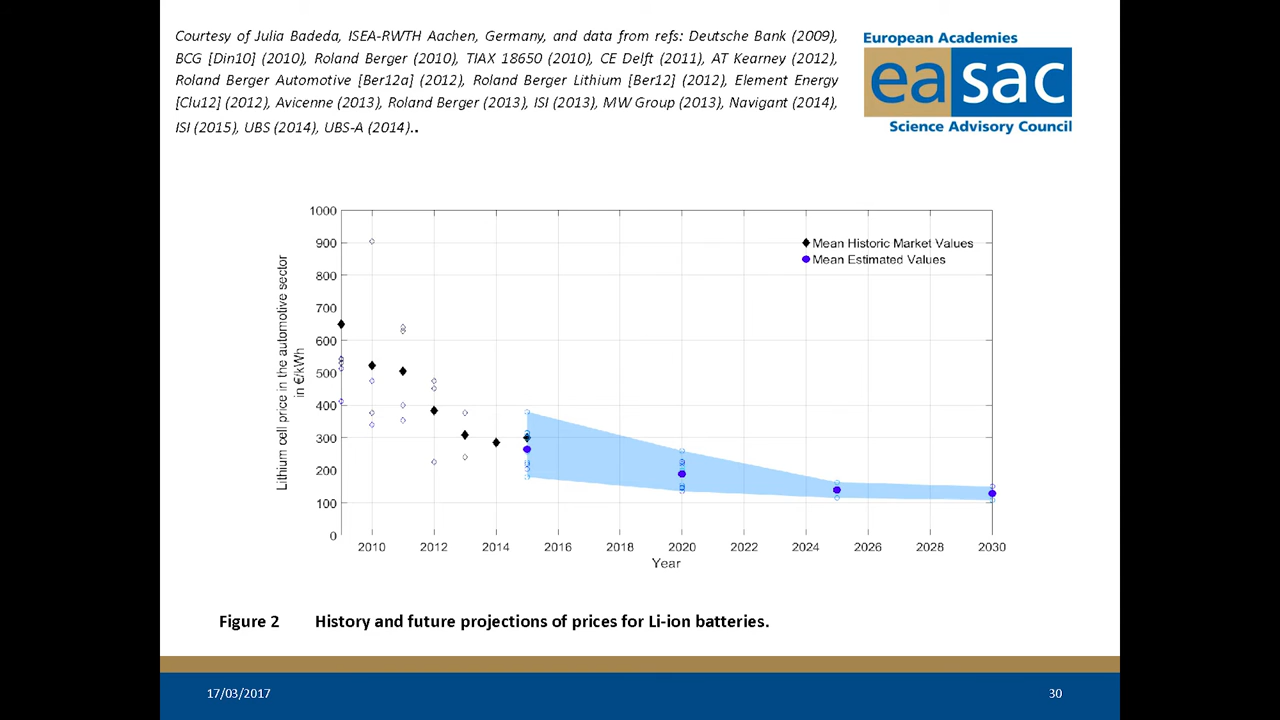 Courtesy of Julia Badeda, ISEA-RWTH Aachen, Germany, and data from refs: Deutsche Bank (2009),
BCG [Din10] (2010), Roland Berger (2010), TIAX 18650 (2010), CE Delft (2011), AT Kearney (2012),
Roland Berger Automotive [Ber12a] (2012), Roland Berger Lithium [Ber12] (2012), Element Energy
[Clu12] (2012), Avicenne (2013), Roland Berger (2013), ISI (2013), MW Group (2013), Navigant (2014),
ISI (2015), UBS (2014), UBS-A (2014)..
European Academies
easac
Science Advisory Council
Lithium cell price in the automotive sector
in €/kWh
1000
900
800
700
600
500
400
300
200
100
0
Mean Historic Market Values
Mean Estimated Values
2010 2012 2014 2016 2018 2020 2022 2024 2026 2028 2030
Year
Figure 2 History and future projections of prices for Li-ion batteries.
17/03/2017
30